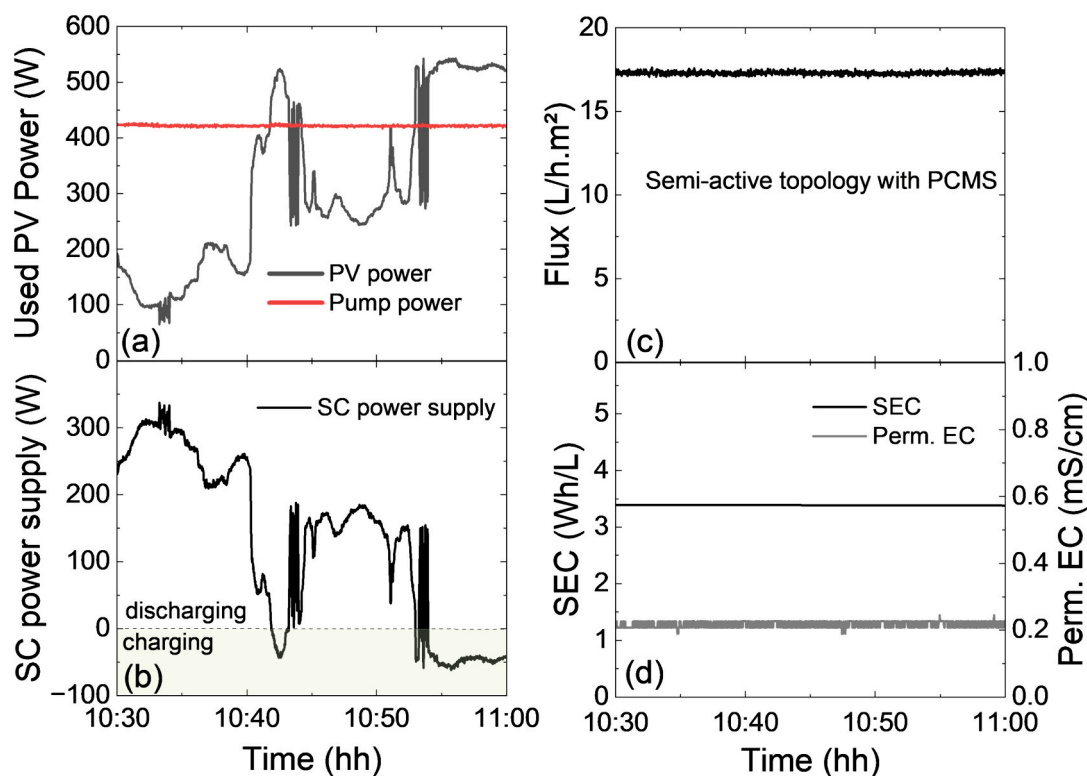 Used PV Power (W)
600
500
400
300
200
100
0
PV power
Pump power
(a)
SC power supply (W)
300
200
100
0
−100
SC power supply
discharging
charging
(b)
10:30
10:40
10:50
11:00
Time (hh)
Flux (L/h.m²)
20
15
10
5
0
Semi-active topology with PCMS
(c)
SEC (Wh/L)
5
4
3
2
1
0
SEC
Perm. EC
(d)
1.0
0.8
0.6
0.4
0.2
0.0
Perm. EC (mS/cm)
10:30
10:40
10:50
11:00
Time (hh)